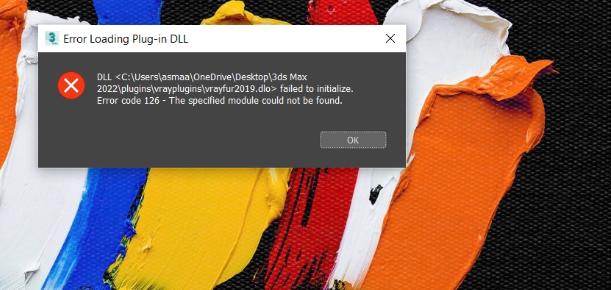 Error Loading Plug-in DLL
DLL <C:\Users\asmaa\OneDrive\Desktop\3ds Max
2022\plugins\vrayplugins\vrayfur2019.dlo> failed to initialize.
Error code 126 - The specified module could not be found.
OK